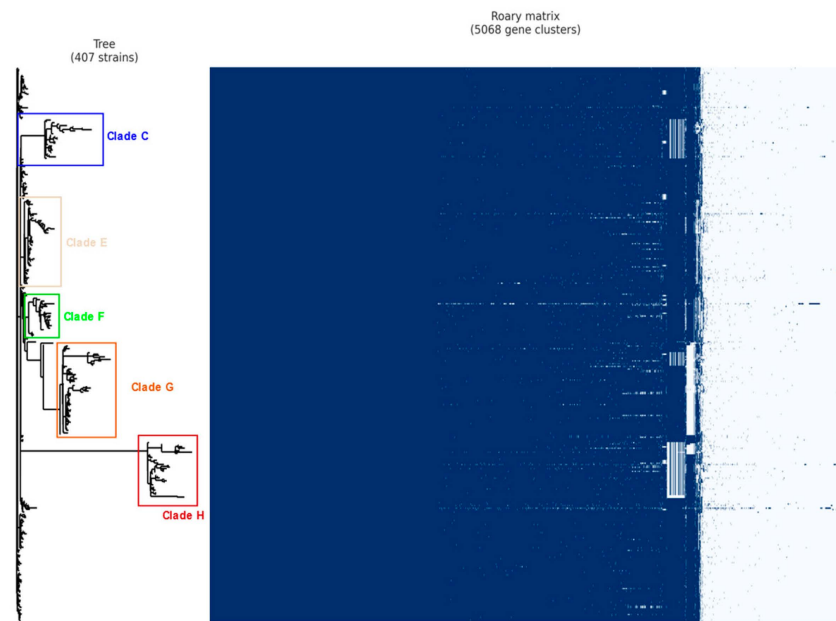 Roary matrix
(5068 gene clusters)
Tree
(407 strains)
Clade C
Clade E
Clade F
Clade G
Clade H